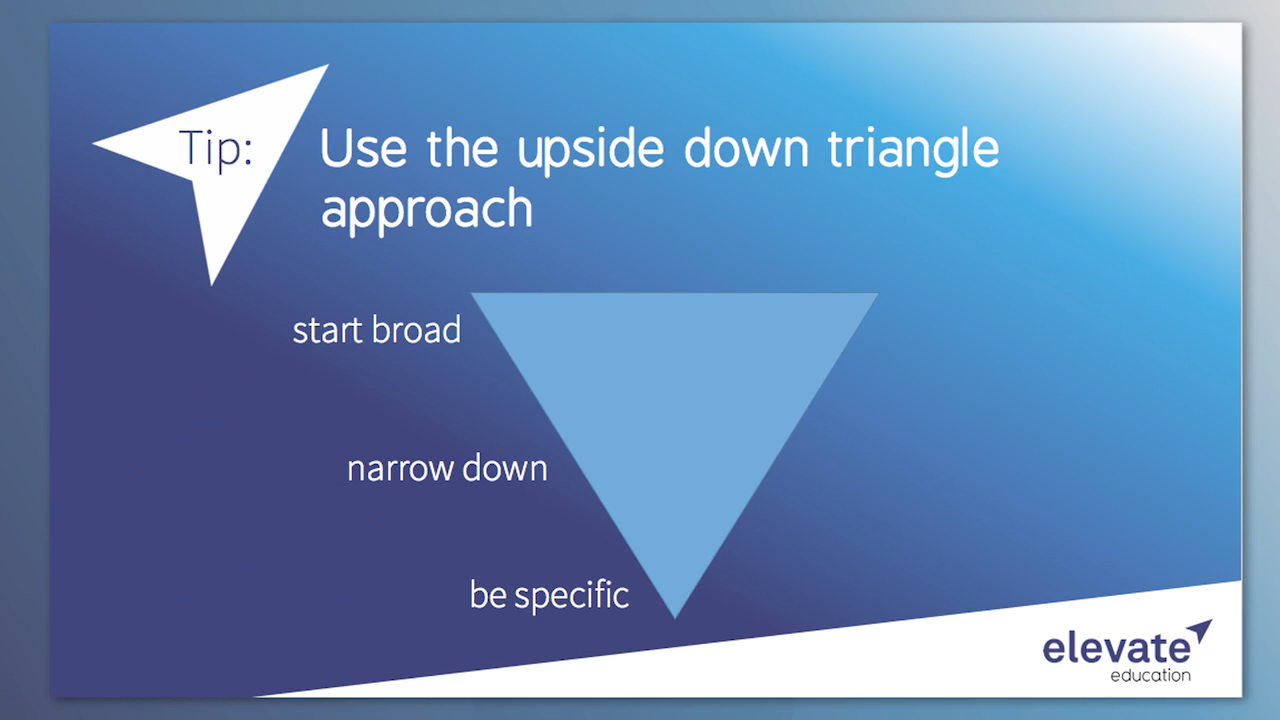 Tip:
Use the upside down triangle
approach
start broad
narrow down
be specific
elevate
education